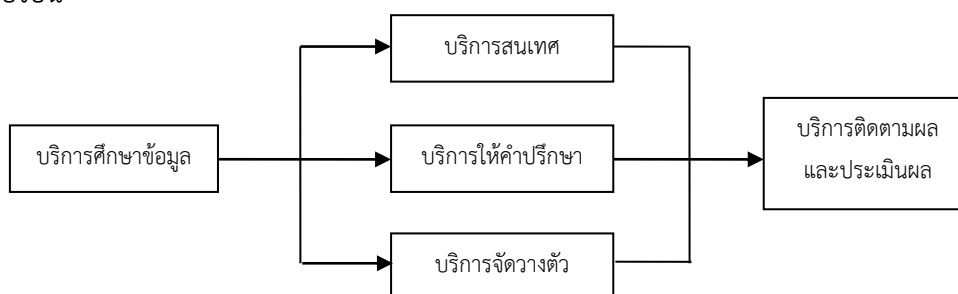 บริการสนเทศ
บริการศึกษาข้อมูล
บริการให้คำปรึกษา
บริการติดตามผล
และประเมินผล
บริการจัดวางตัว